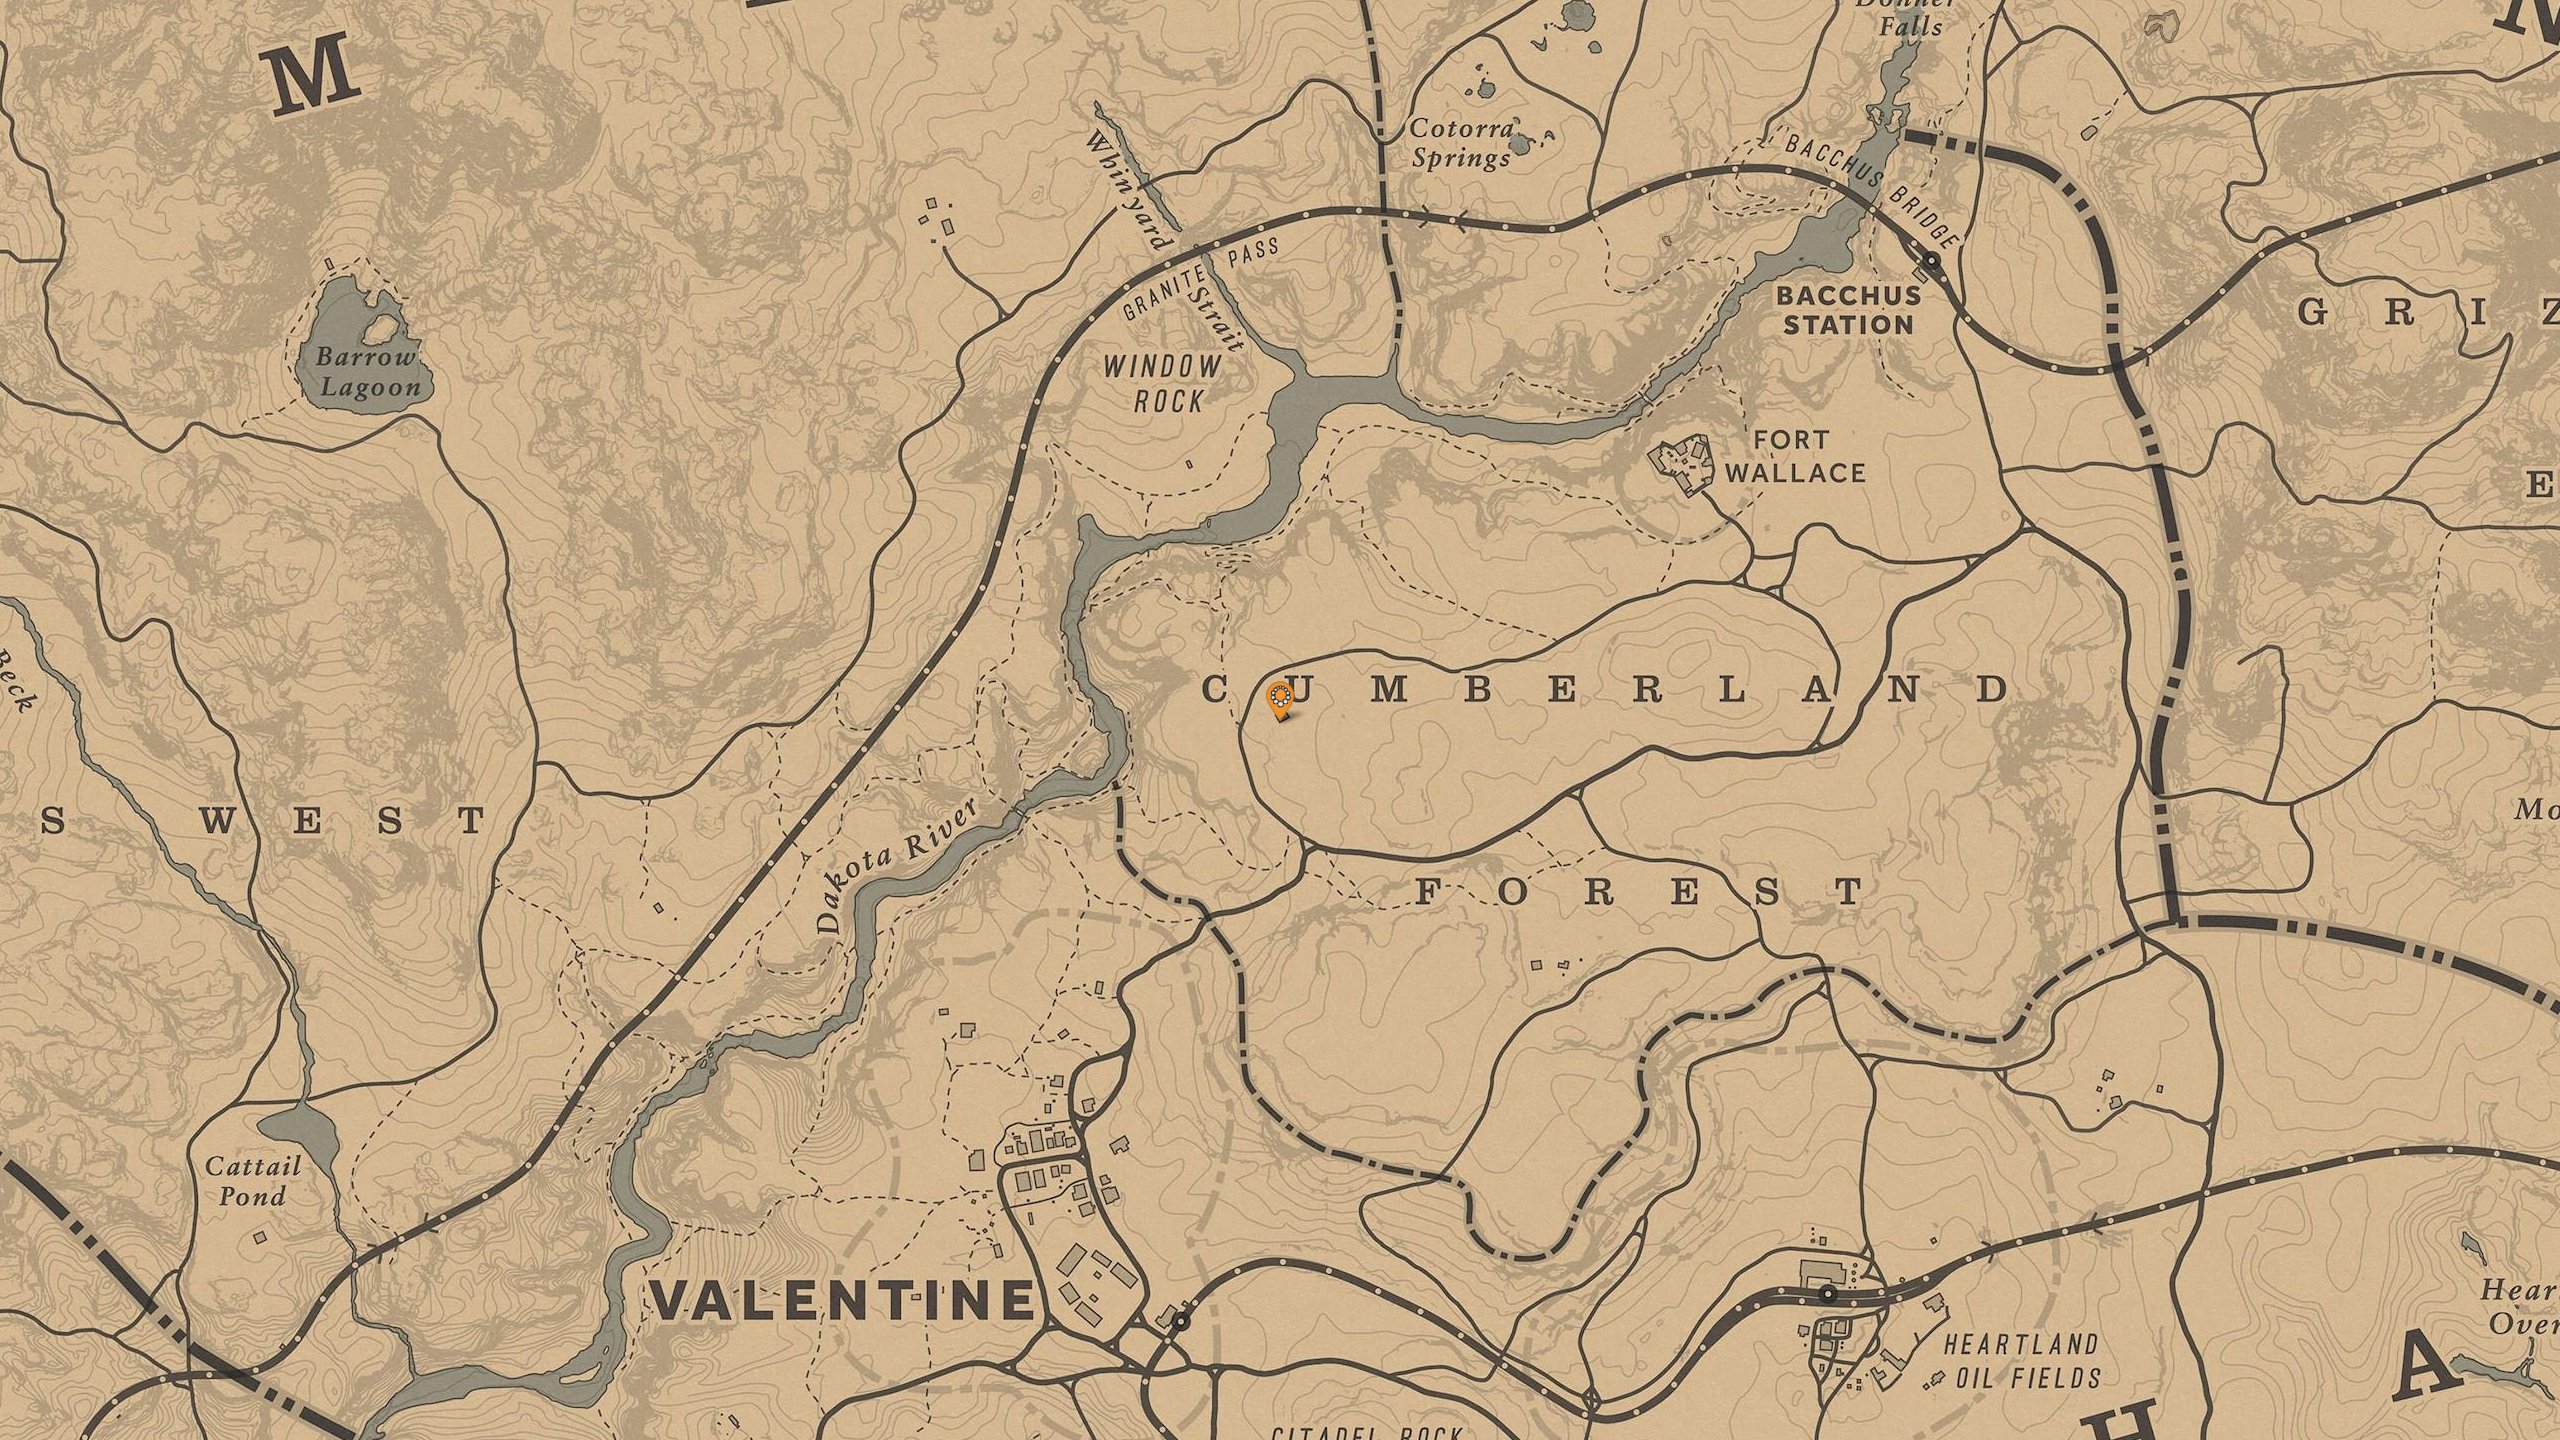 Donner
Falls
M
Cotorra
Springs
BACCHUS BRIDGE
Whinyard
Strait
GRANITE PASS
BACCHUS
STATION
G R I Z
WINDOW
ROCK
Barrow
Lagoon
FORT
WALLACE
E
Beck
C U M B E R L A N D
S WEST
Dakota River
Mo
F O R E S T
Cattail
Pond
VALENTINE
Hear
Over
HEARTLAND
OIL FIELDS
A
H
CITADEL ROCK